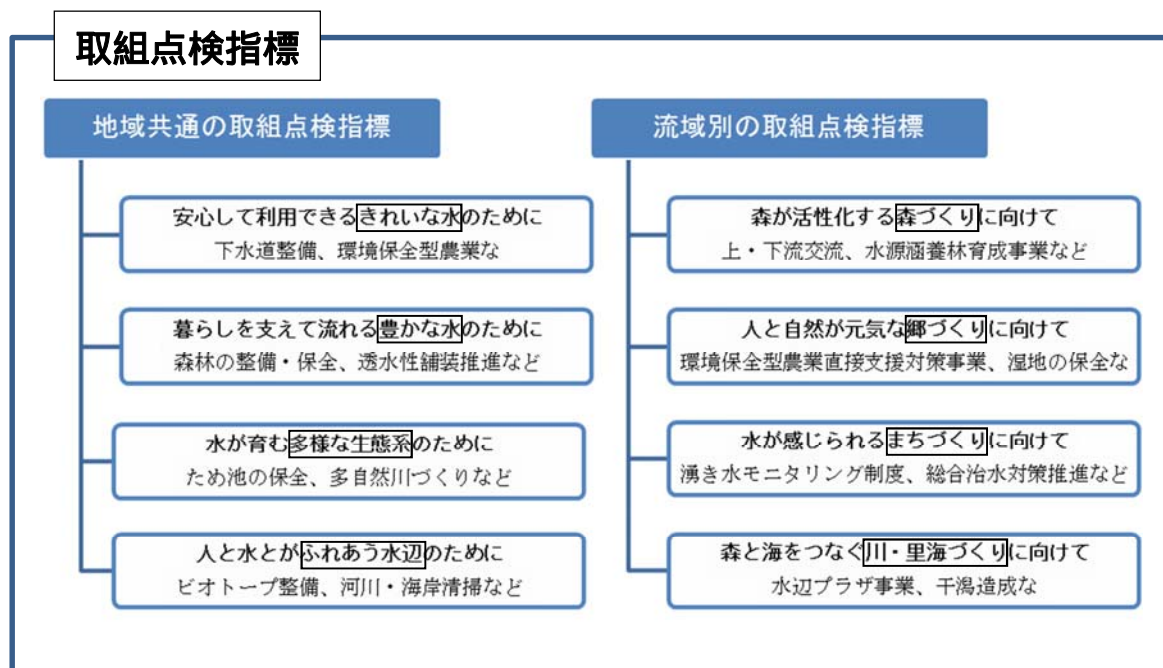 取組点検指標
地域共通の取組点検指標
安心して利用できるきれいな水のために
下水道整備、環境保全型農業な
暮らしを支えて流れる豊かな水のために
森林の整備・保全、透水性舗装推進など
水が育む多様な生態系のために
ため池の保全、多自然川づくりなど
人と水とがふれあう水辺のために
ビオトープ整備、河川・海岸清掃など
流域別の取組点検指標
森が活性化する森づくりに向けて
上・下流交流、水源涵養林育成事業など
人と自然が元気な郷づくりに向けて
環境保全型農業直接支援対策事業、湿地の保全な
水が感じられるまちづくりに向けて
湧き水モニタリング制度、総合治水対策推進など
森と海をつなぐ川・里海づくりに向けて
水辺プラザ事業、干潟造成な